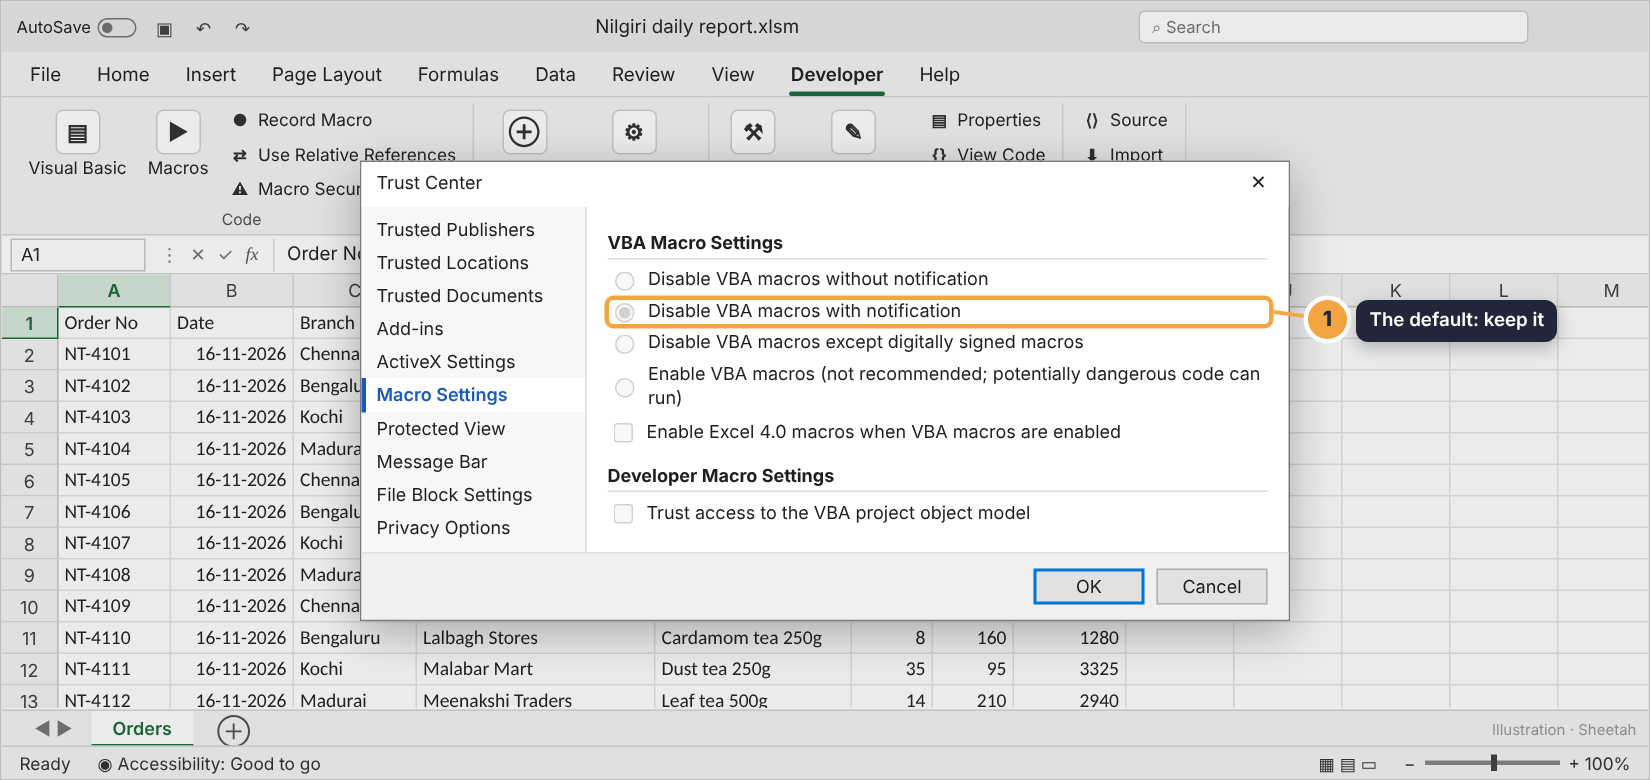 AutoSave
Nilgiri daily report.xlsm
Search
File Home Insert Page Layout Formulas Data Review View Developer Help
Visual Basic
Macros
Record Macro
Use Relative References
Macro Secur
Code
Properties
View Code
Source
Import
A1
fx
Order No
Trust Center
Trusted Publishers
Trusted Locations
Trusted Documents
Add-ins
ActiveX Settings
Macro Settings
Protected View
Message Bar
File Block Settings
Privacy Options
VBA Macro Settings
Disable VBA macros without notification
Disable VBA macros with notification
Disable VBA macros except digitally signed macros
Enable VBA macros (not recommended; potentially dangerous code can
run)
Enable Excel 4.0 macros when VBA macros are enabled
Developer Macro Settings
Trust access to the VBA project object model
OK
Cancel
1
The default: keep it
A B C K L M
1 Order No Date Branch
2 NT-4101 16-11-2026 Chenna
3 NT-4102 16-11-2026 Bengalu
4 NT-4103 16-11-2026 Kochi
5 NT-4104 16-11-2026 Madura
6 NT-4105 16-11-2026 Chenna
7 NT-4106 16-11-2026 Bengalu
8 NT-4107 16-11-2026 Kochi
9 NT-4108 16-11-2026 Madura
10 NT-4109 16-11-2026 Chenna
11 NT-4110 16-11-2026 Bengaluru Lalbagh Stores Cardamom tea 250g 8 160 1280
12 NT-4111 16-11-2026 Kochi Malabar Mart Dust tea 250g 35 95 3325
13 NT-4112 16-11-2026 Madurai Meenakshi Traders Leaf tea 500g 14 210 2940
Orders
Illustration · Sheetah
Ready
Accessibility: Good to go
− + 100%